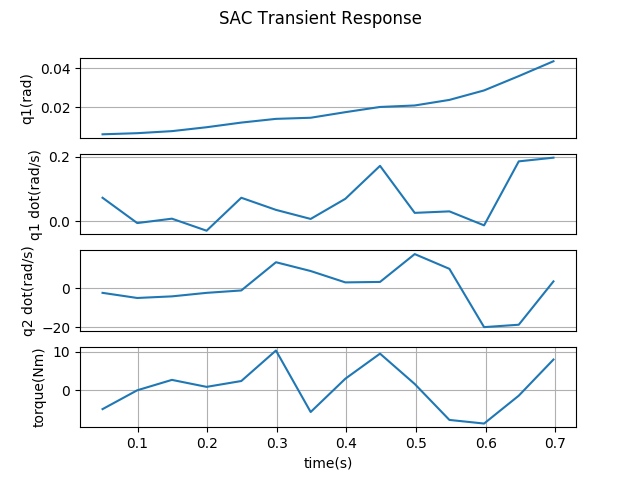 SAC Transient Response
0.04
0.02
q1(rad)
0.2
0.0
q1 dot(rad/s)
0
−20
q2 dot(rad/s)
10
0
torque(Nm)
0.1 0.2 0.3 0.4 0.5 0.6 0.7
time(s)